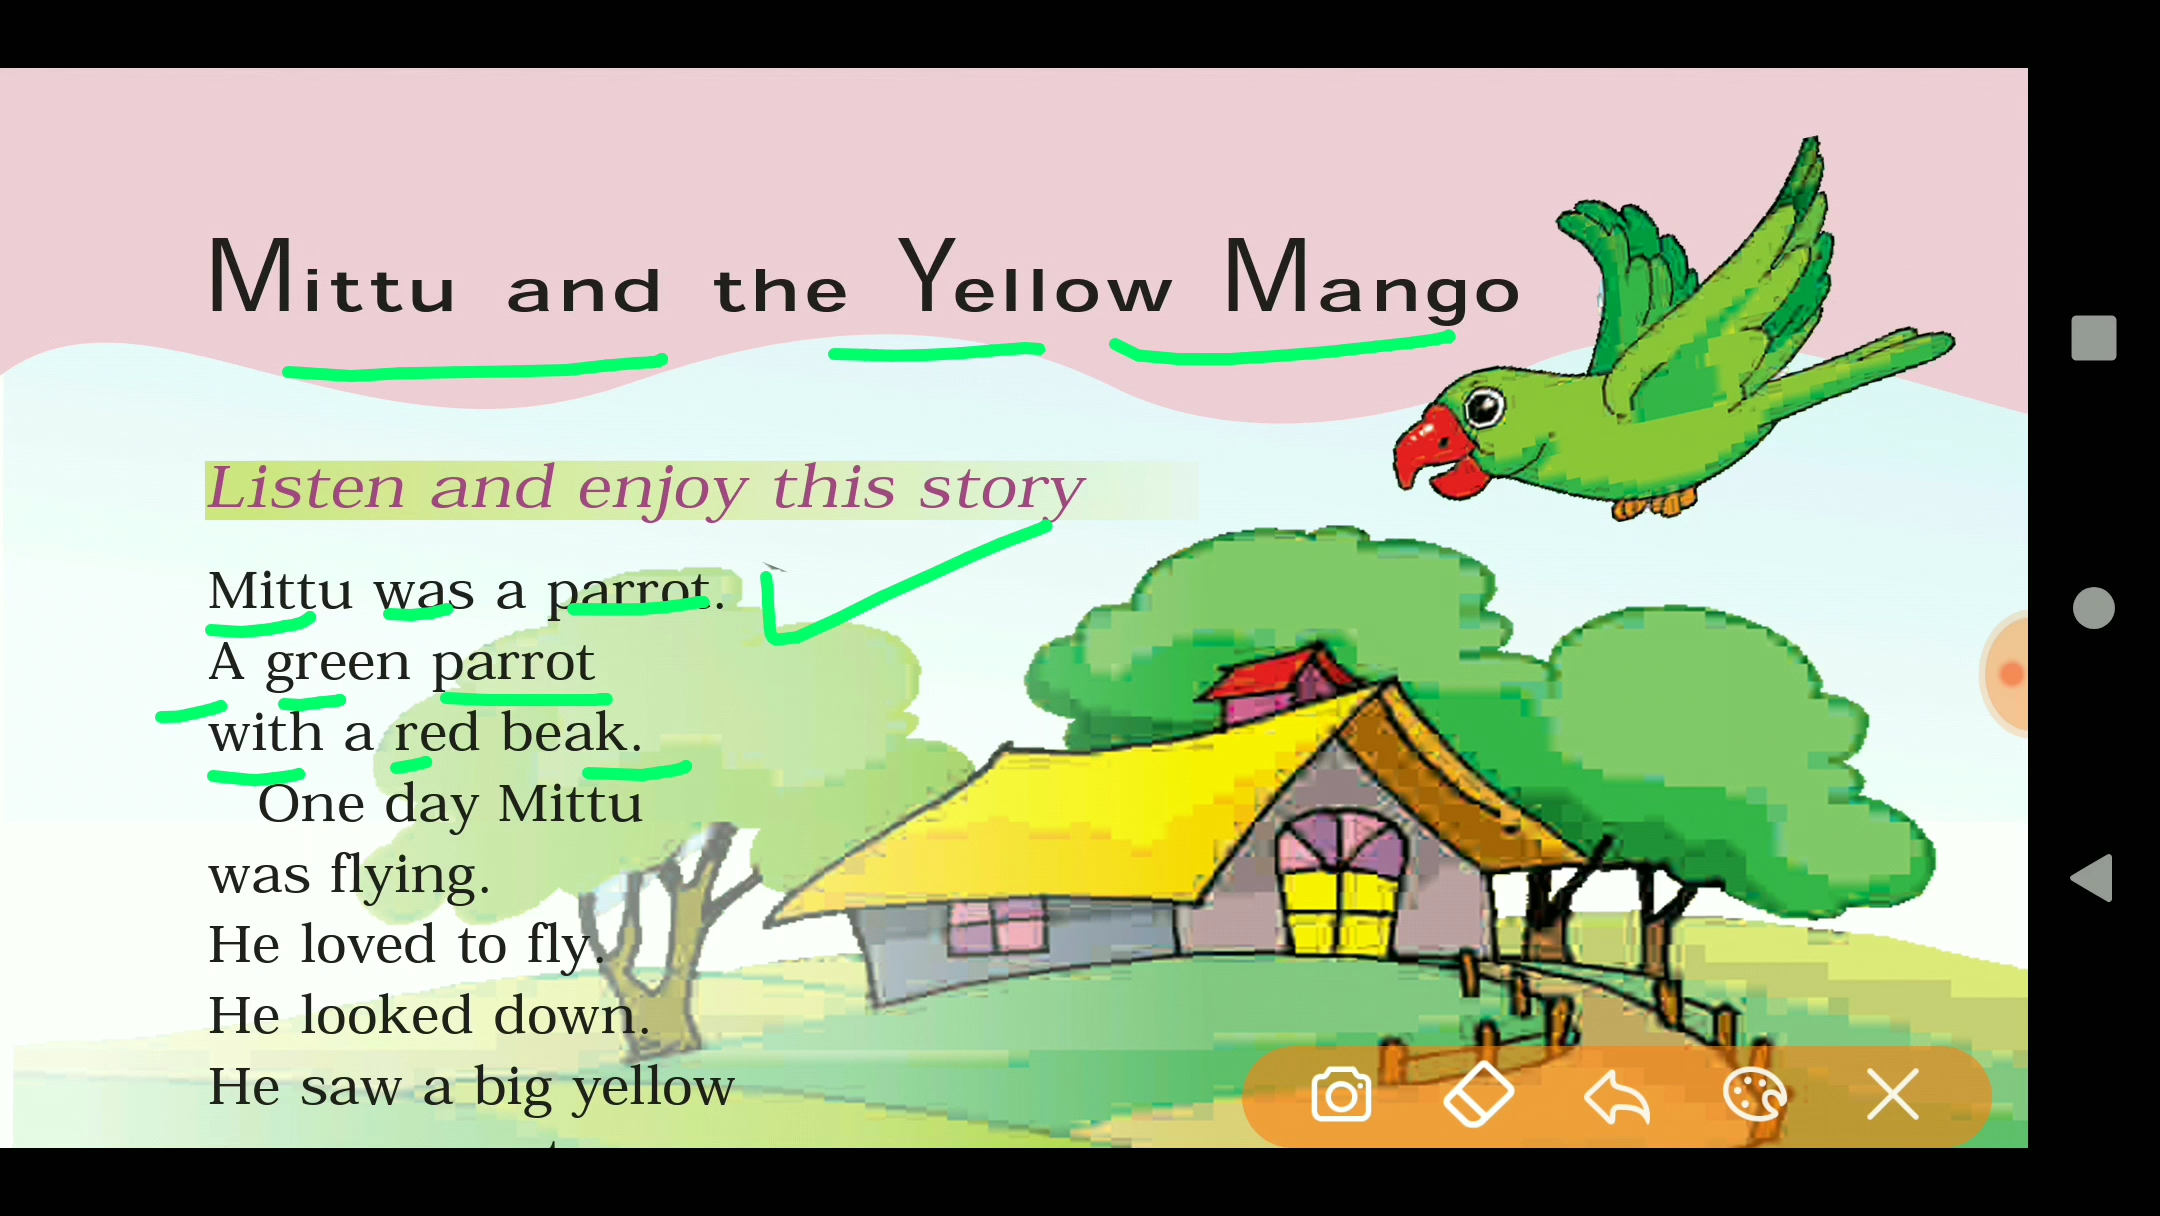 Mittu and the Yellow Mango
Listen and enjoy this story
Mittu was a parrot.
A green parrot
with a red beak.
One day Mittu
was flying.
He loved to fly.
He looked down.
He saw a big yellow